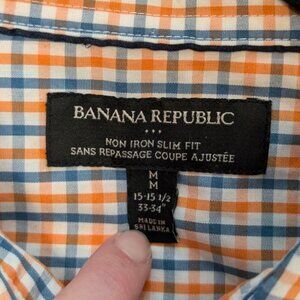 BANANA REPUBLIC
NON IRON SLIM FIT
SANS REPASSAGE COUPE AJUSTÉE
M
M
15-15 1/2
33-34"
MADE IN
SRI LANKA